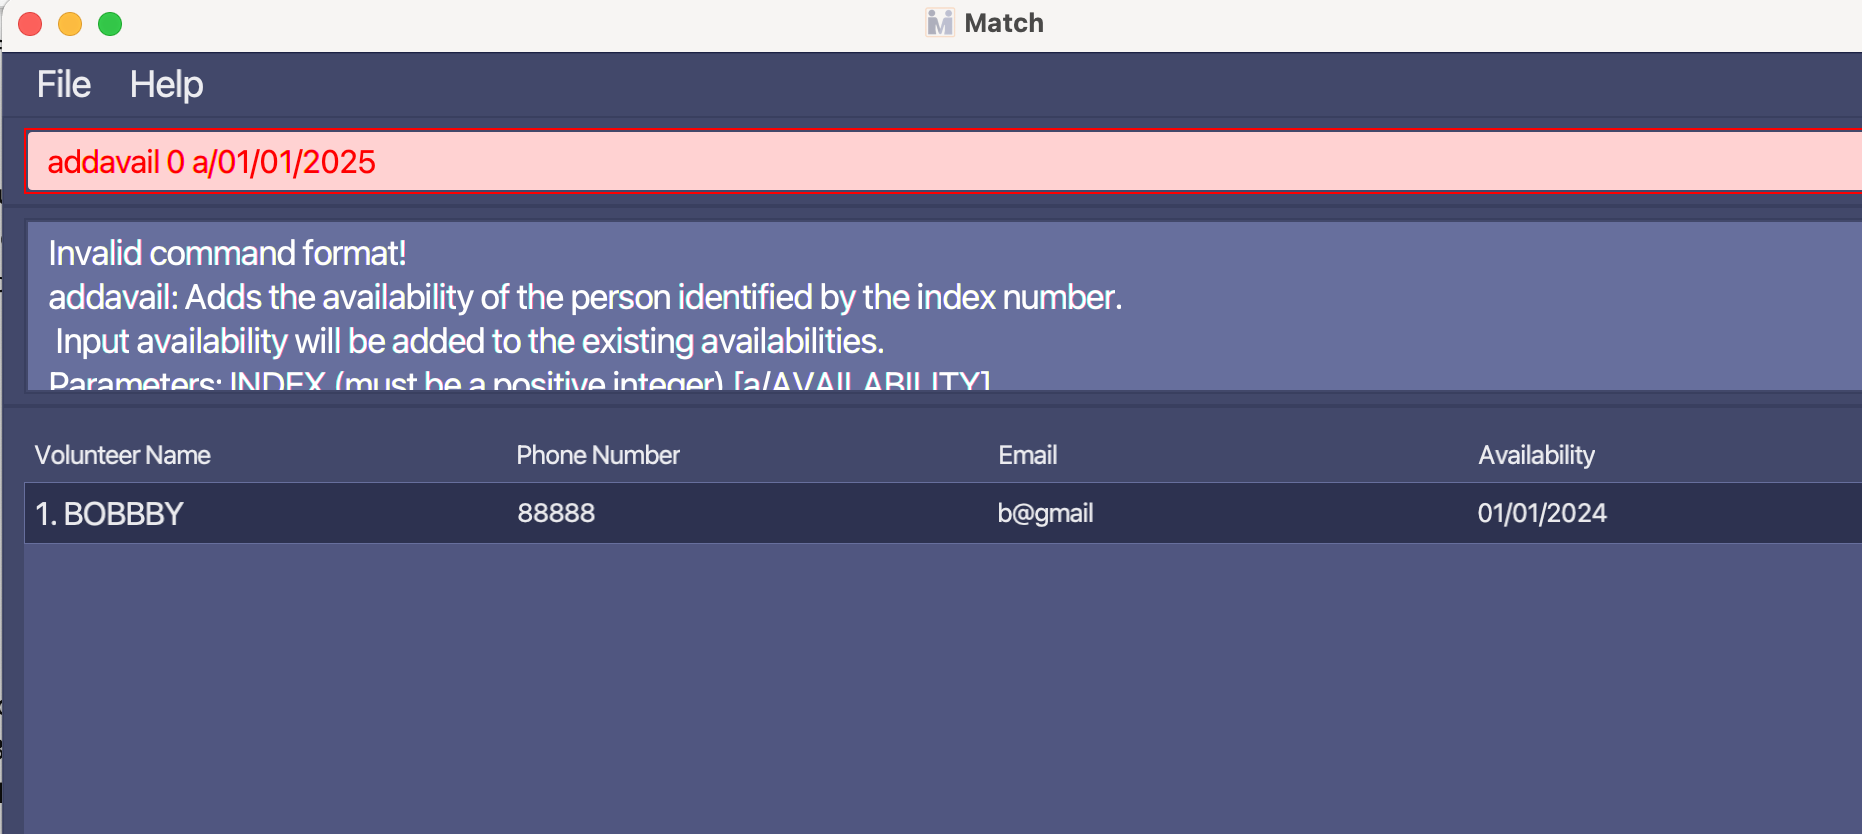 Match
File Help
addavail 0 a/01/01/2025
Invalid command format!
addavail: Adds the availability of the person identified by the index number.
Input availability will be added to the existing availabilities.
Parameters: INDEX (must be a positive integer) [a/AVAILABILITY]
Volunteer Name Phone Number Email Availability
1. BOBBBY 88888 b@gmail 01/01/2024